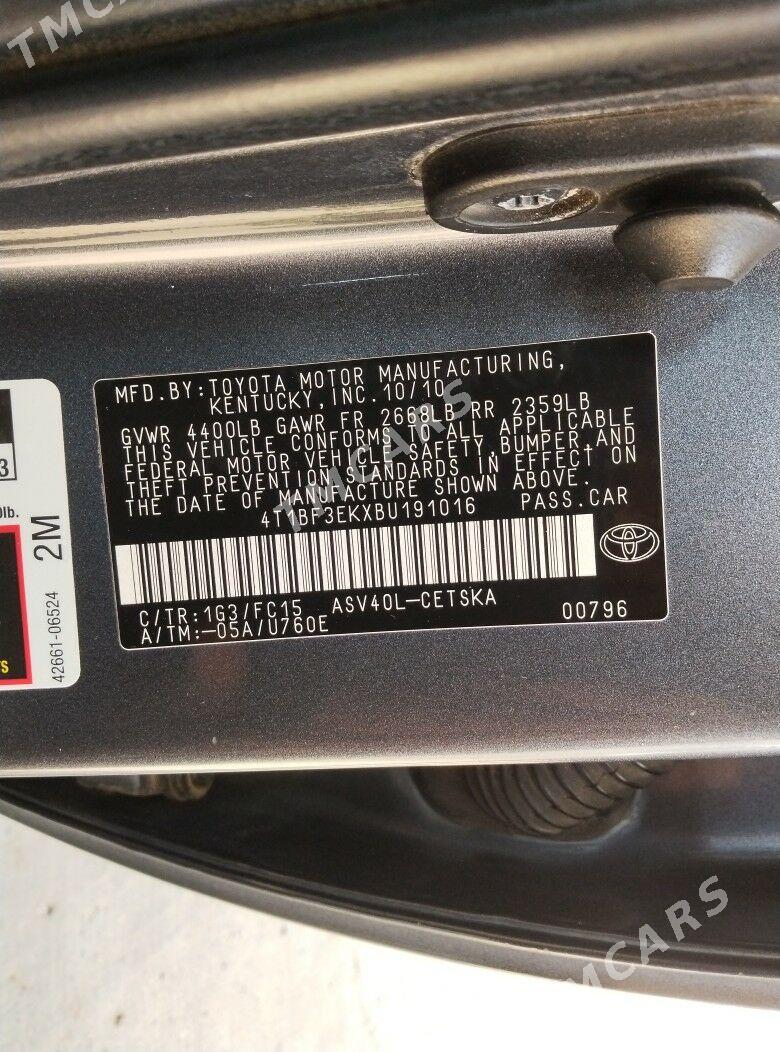 TMCARS
MFD.BY:TOYOTA MOTOR MANUFACTURING,
KENTUCKY,INC.10/10
GVWR 4400LB GAWR FR 2668LB RR 2359LB
THIS VEHICLE CONFORMS TO ALL APPLICABLE
FEDERAL MOTOR VEHICLE SAFETY,BUMPER,AND
THEFT PREVENTION STANDARDS IN EFFECT ON
THE DATE OF MANUFACTURE SHOWN ABOVE.
4T1BF3EKXBU191016 PASS.CAR
C/TR:1G3/FC15 ASV40L-CETSKA
A/TM:-05A/U760E 00796
3
0lb.
2M
42661-06524
TMCARS
TMCARS